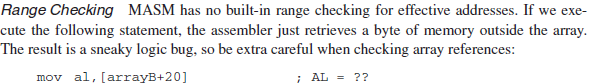 Range Checking MASM has no built-in range checking for effective addresses. If we exe-
cute the following statement, the assembler just retrieves a byte of memory outside the array.
The result is a sneaky logic bug, so be extra careful when checking array references:
mov al,[arrayB+20] ; AL = ??